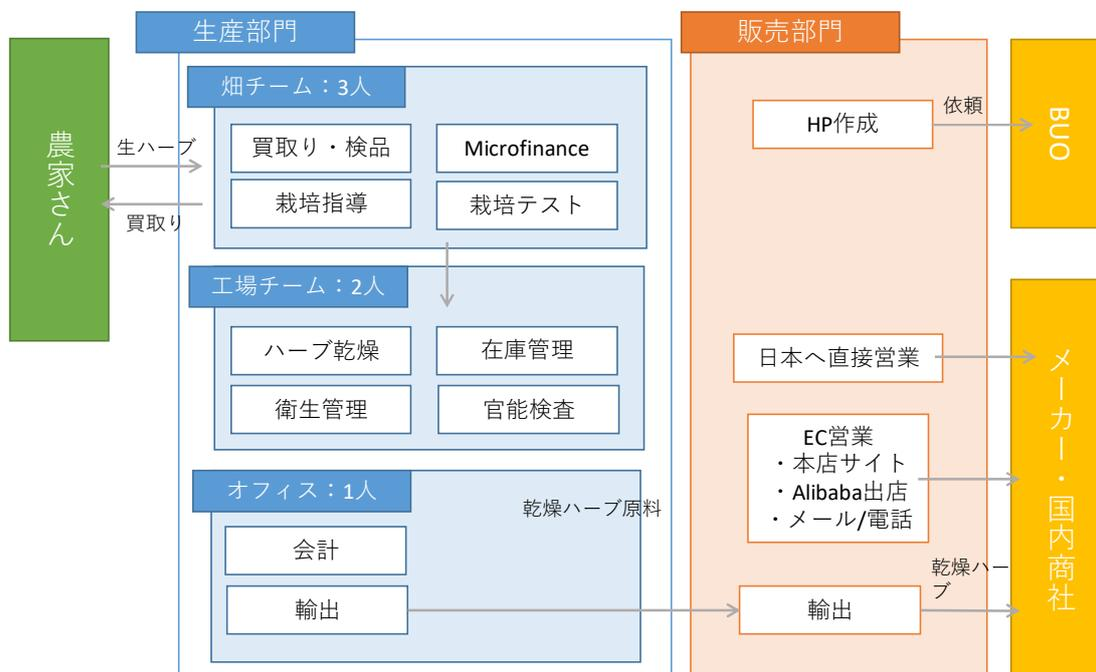 生産部門
販売部門
農家さん
生ハーブ
買取り
畑チーム：3人
買取り・検品
Microfinance
栽培指導
栽培テスト
工場チーム：2人
ハーブ乾燥
在庫管理
衛生管理
官能検査
オフィス：1人
乾燥ハーブ原料
会計
輸出
HP作成
依頼
BUO
日本へ直接営業
EC営業
・本店サイト
・Alibaba出店
・メール/電話
乾燥ハー
ブ
輸出
メーカー・国内商社